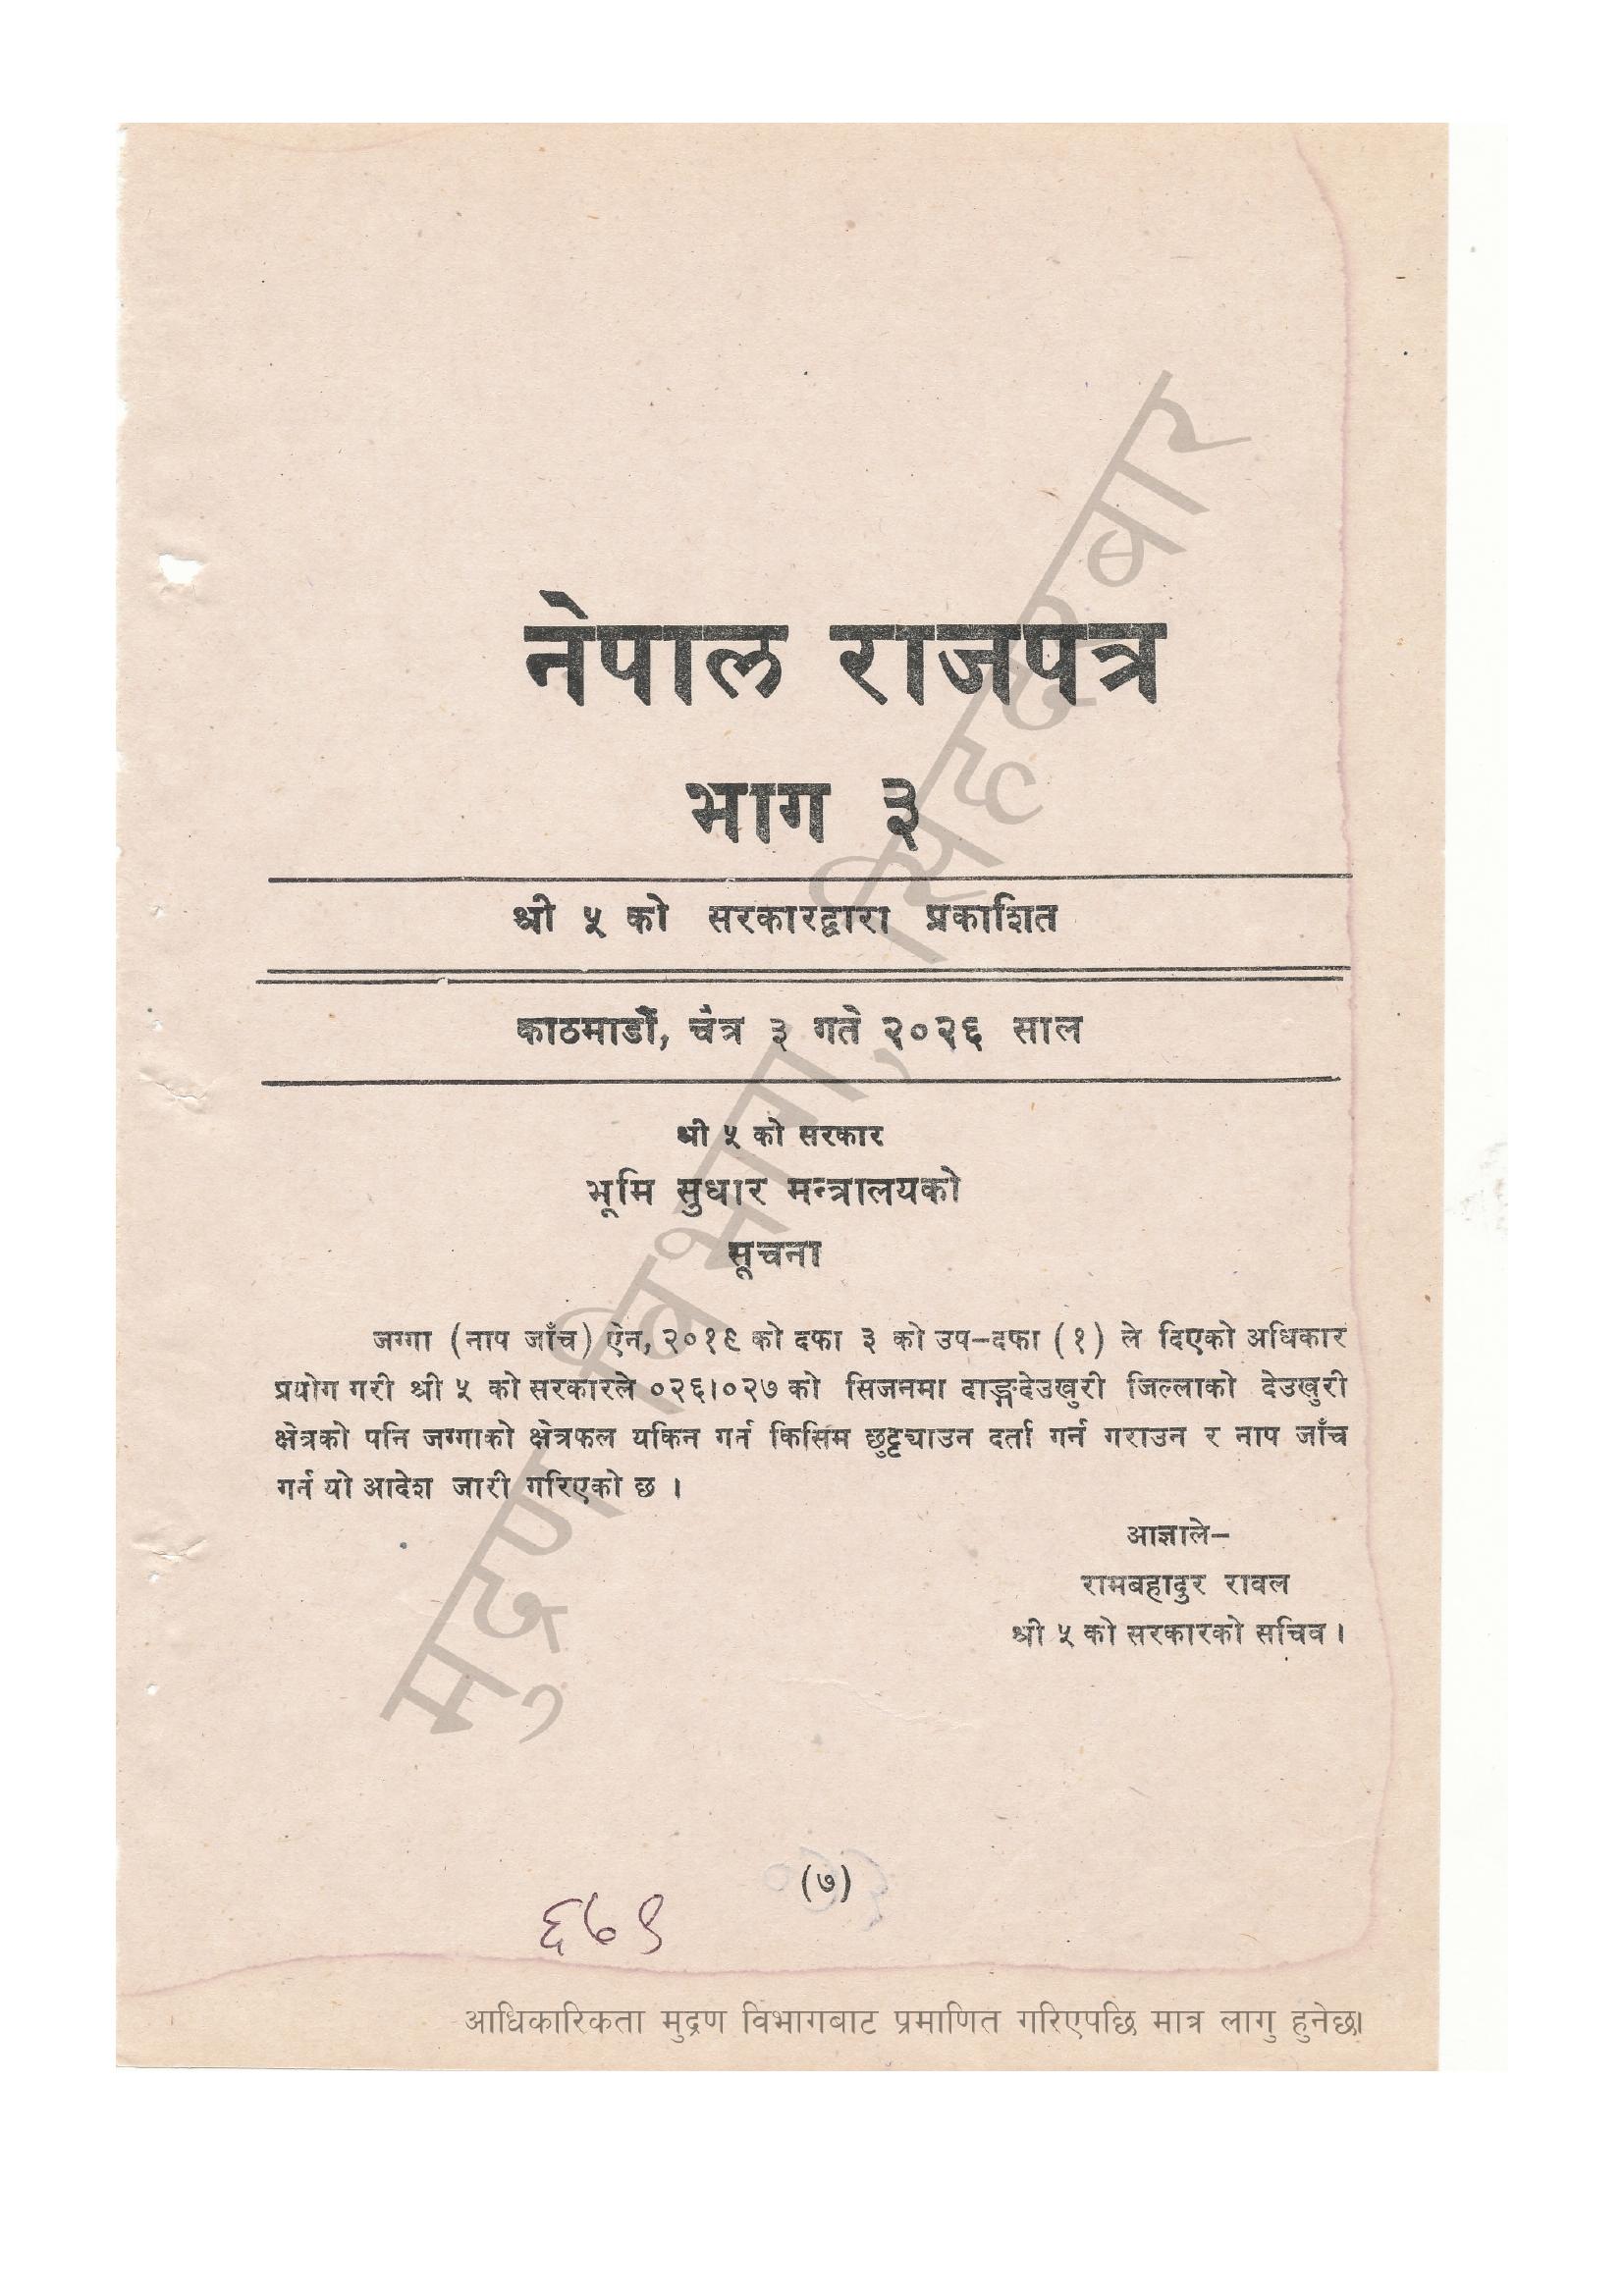 नेपाल राजपत्र
भाग ३
श्री ५ को सरकारद्वारा प्रकाशित
काठमाडौं, चैत्र ३ गते २०२६ साल
श्री ५ को सरकार
भूमि सुधार मन्त्रालयको
सूचना
जग्गा (नाप जाँच) ऐन, २०१९ को दफा ३ को उप-दफा (१) ले दिएको अधिकार
प्रयोग गरी श्री ५ को सरकारले ०२६।०२७ को सिजनमा दाङ्गदेउखुरी जिल्लाको देउखुरी
क्षेत्रको पनि जग्गाको क्षेत्रफल यकिन गर्न किसिम छुट्ट्याउन दर्ता गर्न गराउन र नाप जाँच
गर्न यो आदेश जारी गरिएको छ ।
आज्ञाले-
रामबहादुर रावल
श्री ५ को सरकारको सचिव ।
(७)
६७९
मुद्रण विभाग, सिंहदरबार
आधिकारिकता मुद्रण विभागबाट प्रमाणित गरिएपछि मात्र लागु हुनेछ।